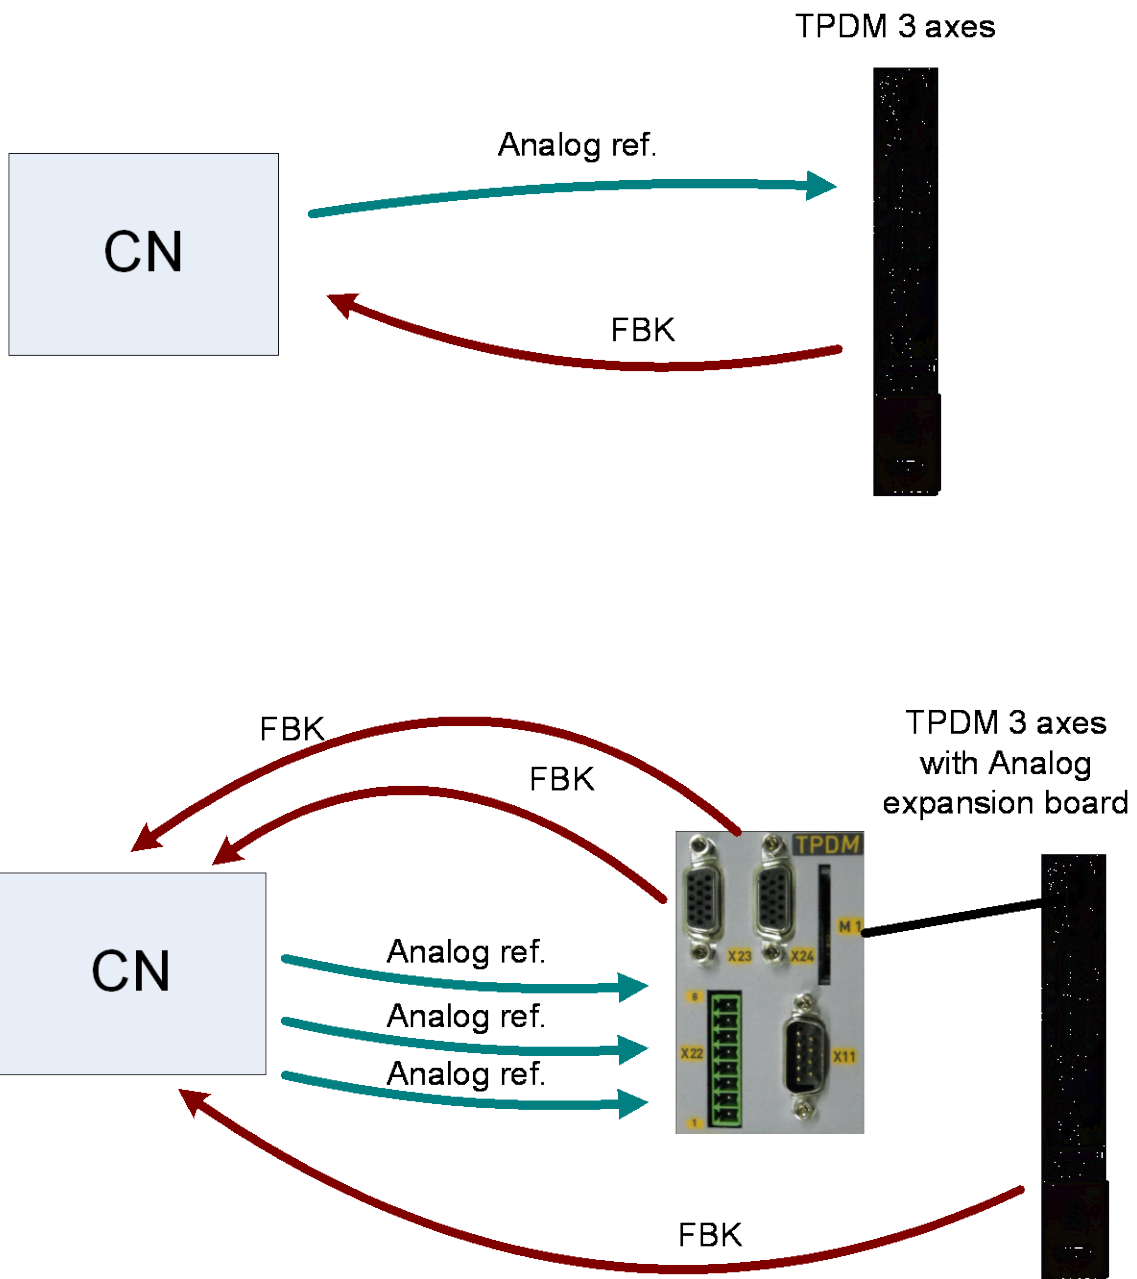 TPDM 3 axes
Analog ref.
CN
FBK
TPDM 3 axes
with Analog
expansion board
FBK
FBK
TPDM
M 1
X23
X24
CN
Analog ref.
Analog ref.
Analog ref.
8
X22
X11
1
FBK